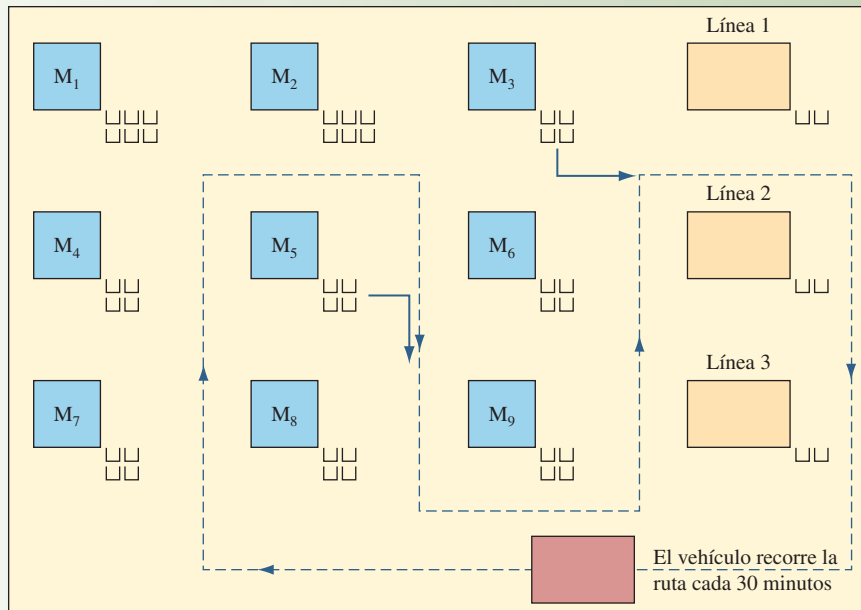 Línea 1
M₁
M₂
M₃
Línea 2
M₄
M₅
M₆
Línea 3
M₇
M₈
M₉
El vehículo recorre la
ruta cada 30 minutos